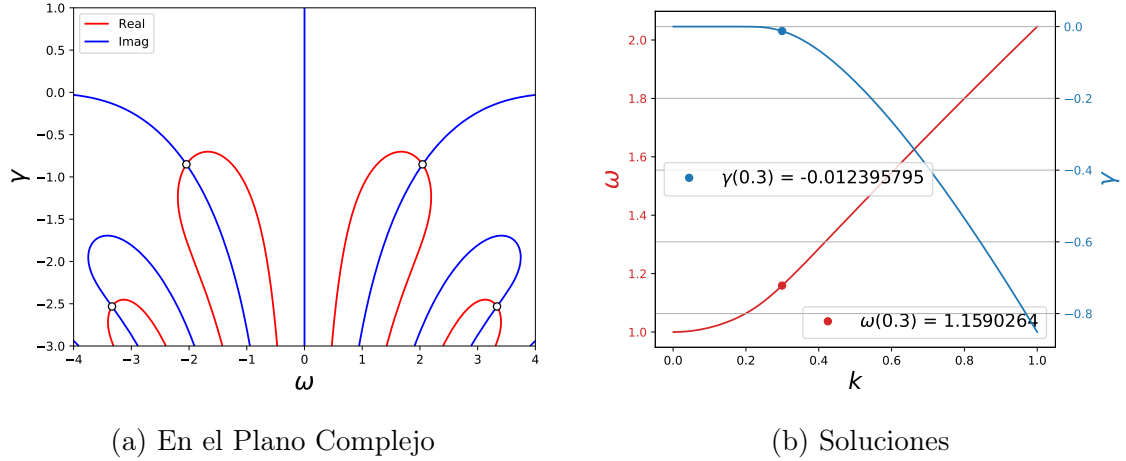 1.0
0.5
0.0
−0.5
−1.0
−1.5
−2.0
−2.5
−3.0
γ
Real
Imag
−4 −3 −2 −1 0 1 2 3 4
ω
(a) En el Plano Complejo
2.0
1.8
1.6
1.4
1.2
1.0
ω
γ(0.3) = -0.012395795
ω(0.3) = 1.1590264
0.0
−0.2
−0.4
−0.6
−0.8
γ
0.0 0.2 0.4 0.6 0.8 1.0
k
(b) Soluciones